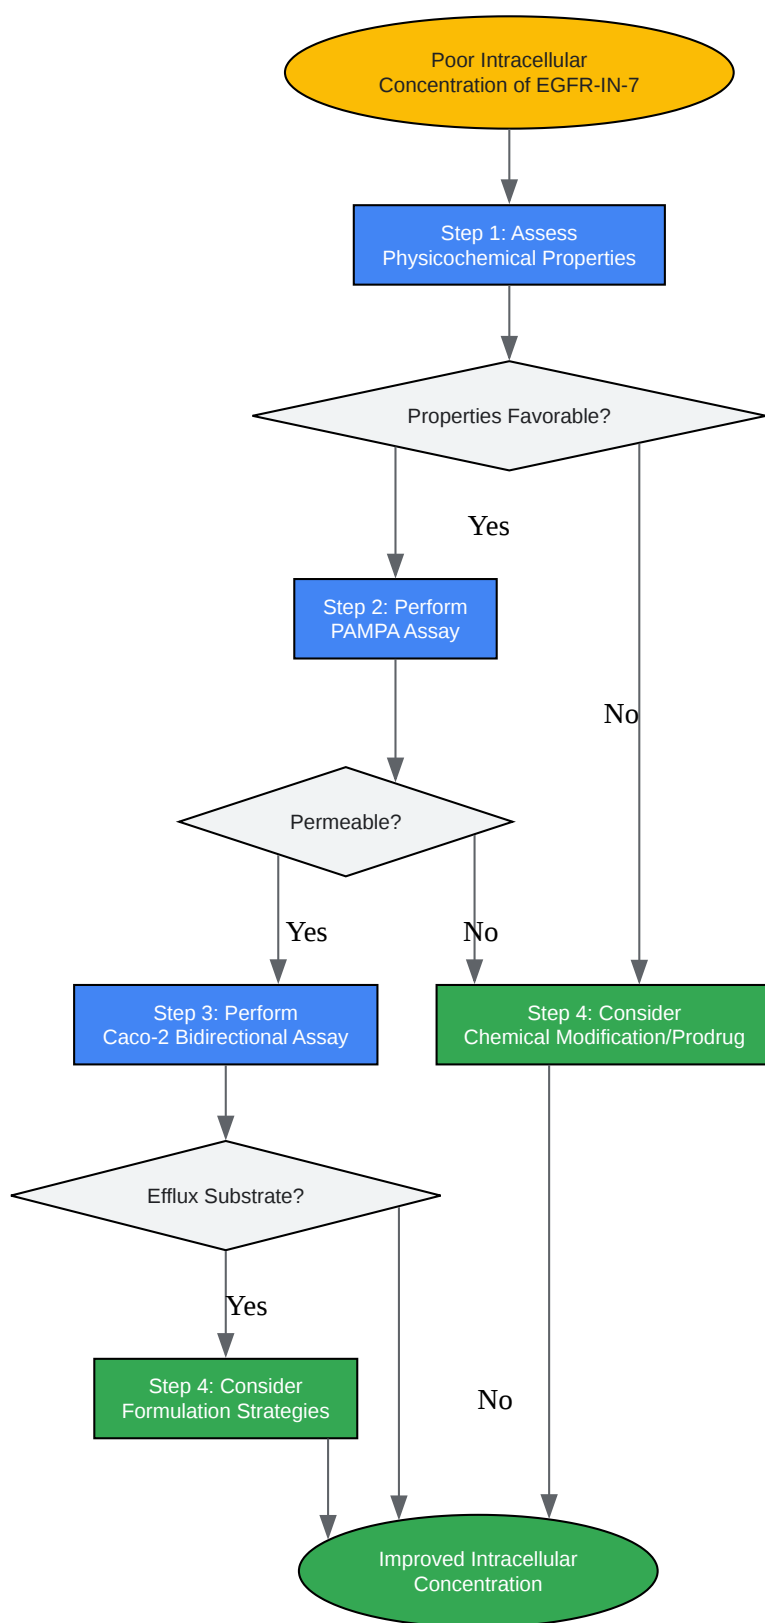 Poor Intracellular
Concentration of EGFR-IN-7
Step 1: Assess
Physicochemical Properties
Properties Favorable?
Yes
Step 2: Perform
PAMPA Assay
No
Permeable?
Yes
No
Step 3: Perform
Caco-2 Bidirectional Assay
Step 4: Consider
Chemical Modification/Prodrug
Efflux Substrate?
Yes
Step 4: Consider
Formulation Strategies
No
Improved Intracellular
Concentration